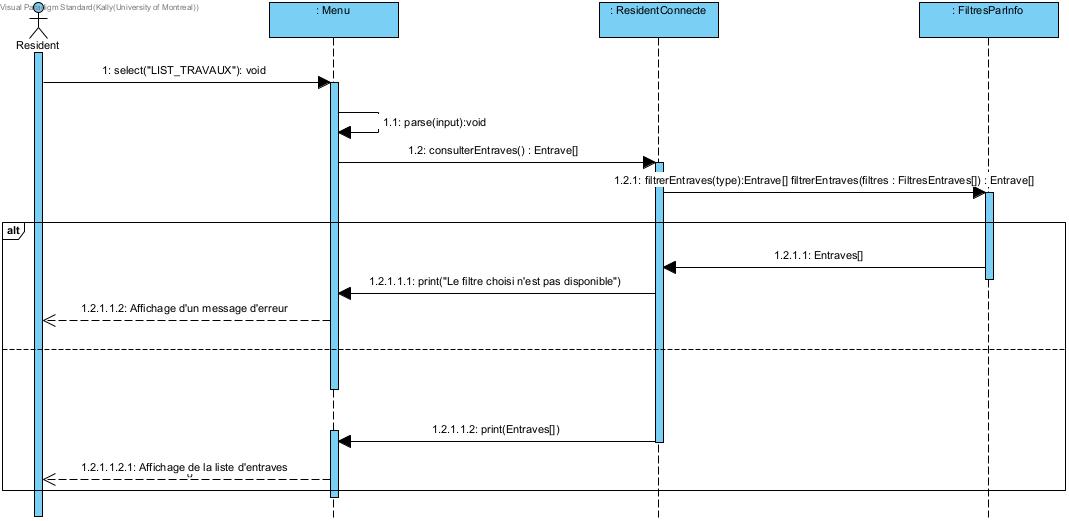 Visual Paradigm Standard(Kally(University of Montreal))
: Menu
: ResidentConnecte
: FiltresParInfo
Resident
1: select("LIST_TRAVAUX"): void
1.1: parse(input):void
1.2: consulterEntraves() : Entrave[]
1.2.1: filtrerEntraves(type):Entrave[] filtrerEntraves(filtres : FiltresEntraves[]) : Entrave[]
alt
1.2.1.1: Entraves[]
1.2.1.1.1: print("Le filtre choisi n'est pas disponible")
1.2.1.1.2: Affichage d'un message d'erreur
1.2.1.1.2: print(Entraves[])
1.2.1.1.2.1: Affichage de la liste d'entraves